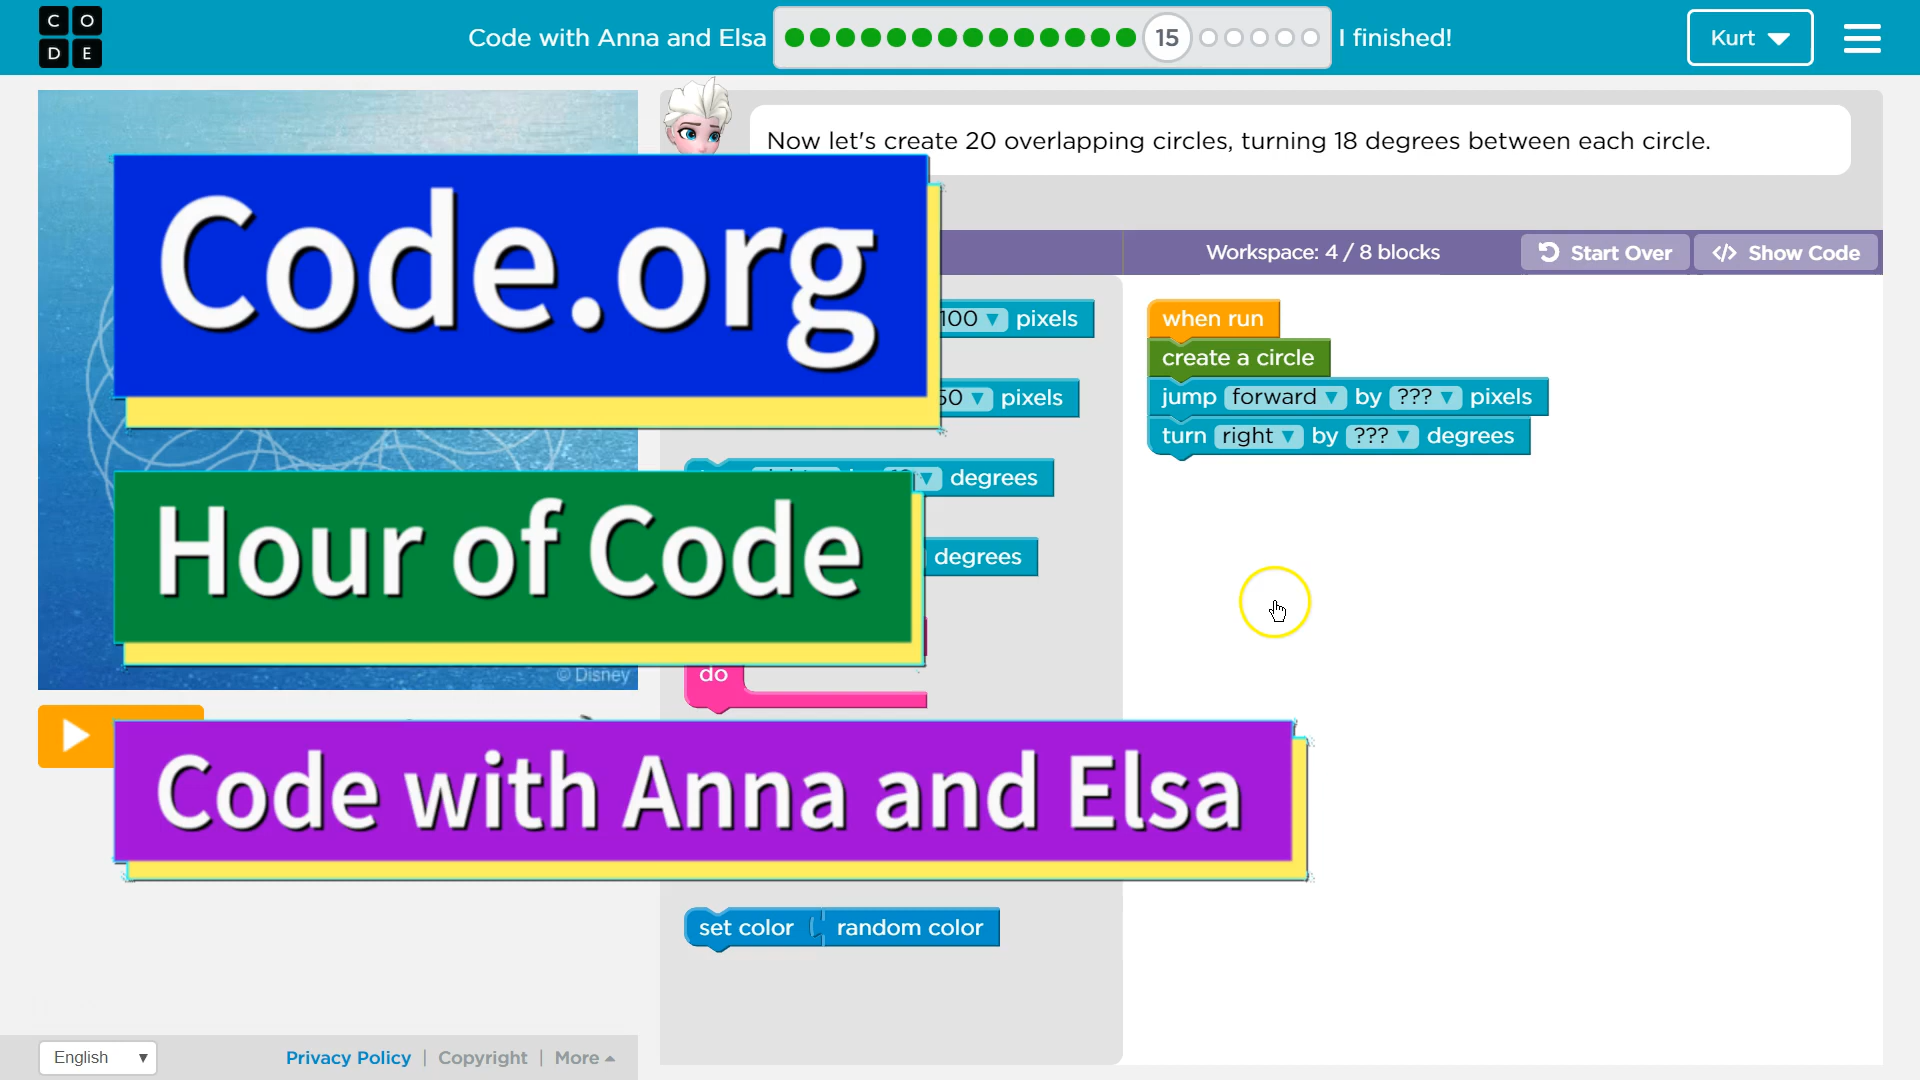 C O
D E
Code with Anna and Elsa
15
I finished!
Kurt
Now let's create 20 overlapping circles, turning 18 degrees between each circle.
Workspace: 4 / 8 blocks
Start Over
</> Show Code
Code.org
100 pixels
50 pixels
degrees
degrees
do
set color random color
when run
create a circle
jump forward by ??? pixels
turn right by ??? degrees
Hour of Code
© Disney
Code with Anna and Elsa
English
Privacy Policy | Copyright | More